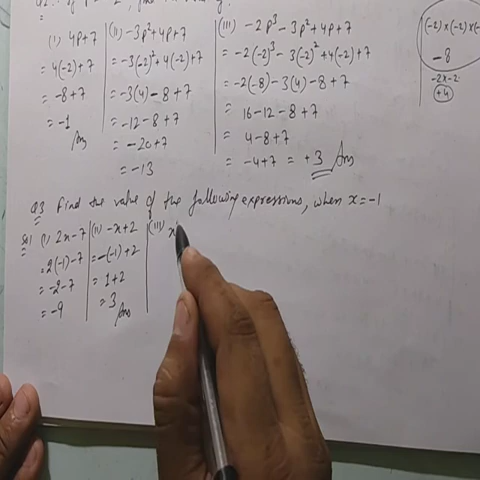 (i) 4p+7
= 4(-2)+7
= -8+7
= -1
Ans
(ii) -3p²+4p+7
= -3(-2)²+4(-2)+7
= -3(4)-8+7
= -12-8+7
= -20+7
= -13
(iii) -2p³-3p²+4p+7
= -2(-2)³-3(-2)²+4(-2)+7
= -2(-8)-3(4)-8+7
= 16-12-8+7
= 4-8+7
= -4+7 = +3 Ans
(-2)×(-2)×(-
-8
-2×-2
+4
Q3 Find the value of the following expressions, when x=-1
Sol (i) 2x-7
= 2(-1)-7
= -2-7
= -9
(ii) -x+2
= -(-1)+2
= 1+2
= 3
Ans
(iii) x